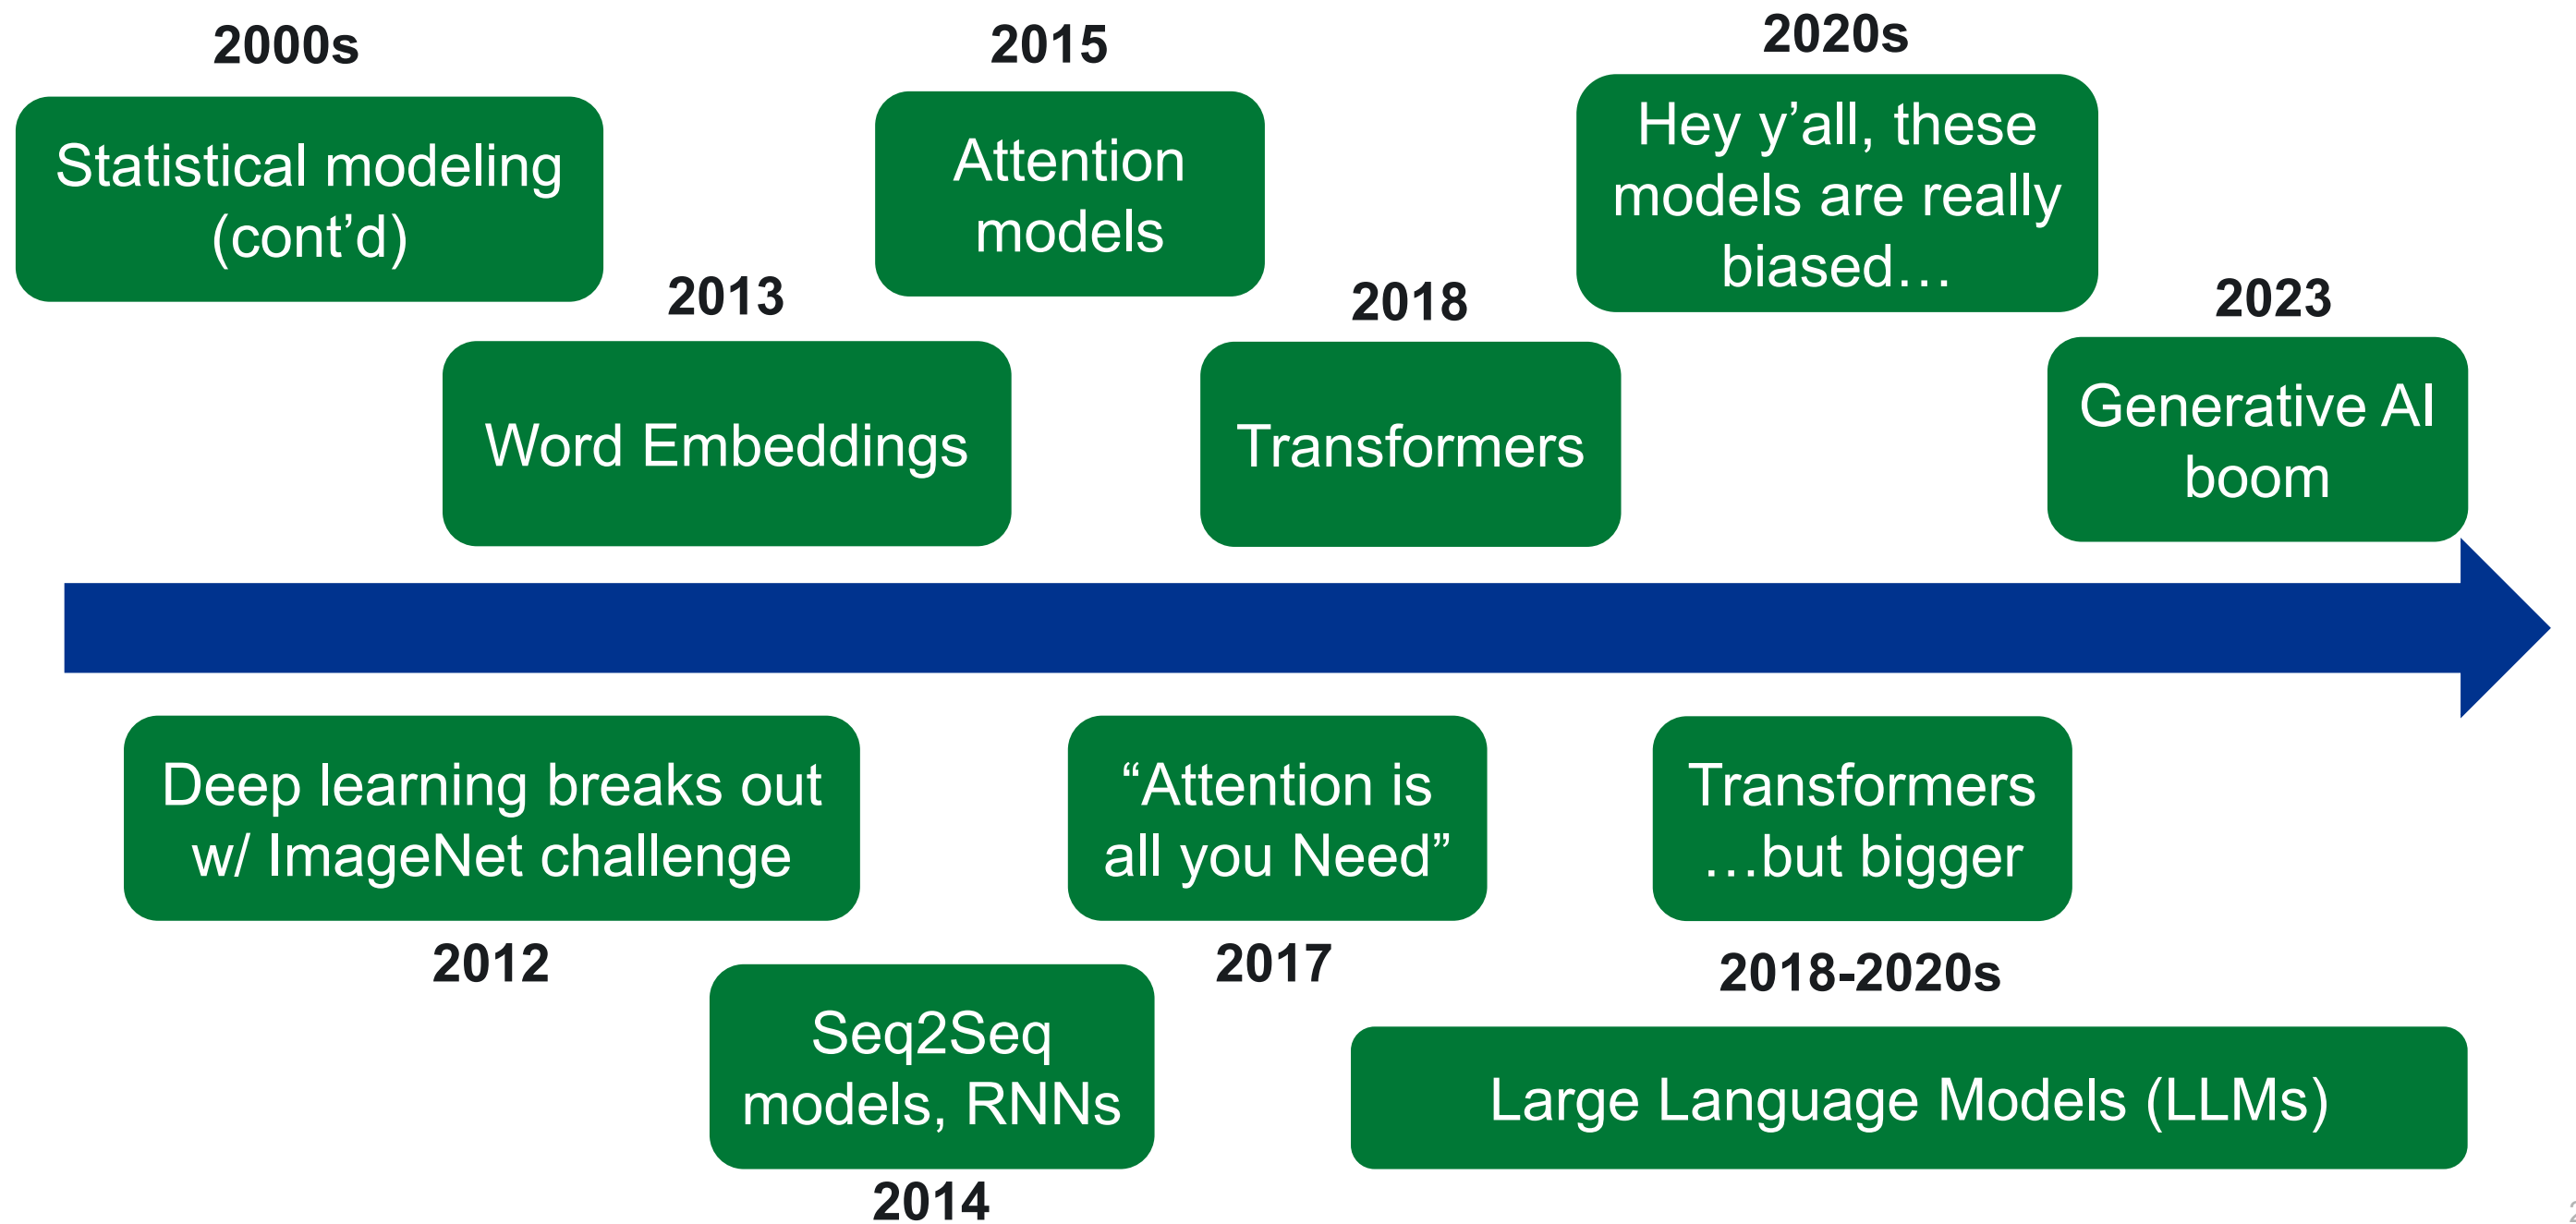 2000s
Statistical modeling
(cont’d)
2015
Attention
models
2020s
Hey y’all, these
models are really
biased…
2013
Word Embeddings
2018
Transformers
2023
Generative AI
boom
Deep learning breaks out
w/ ImageNet challenge
2012
“Attention is
all you Need”
2017
Transformers
…but bigger
2018-2020s
Seq2Seq
models, RNNs
2014
Large Language Models (LLMs)